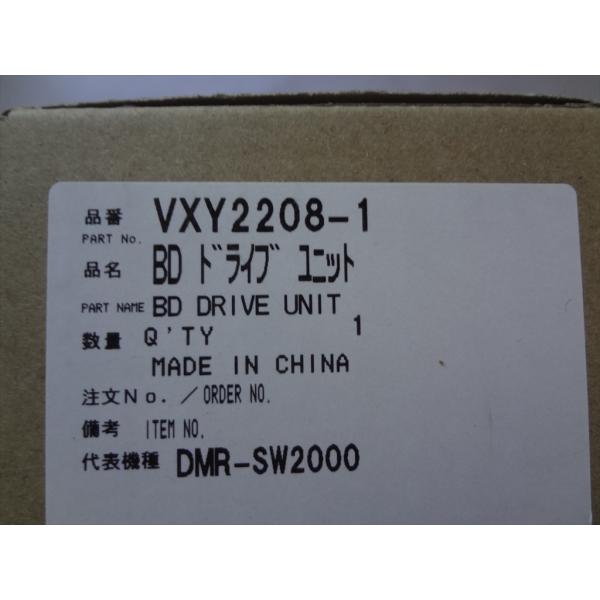 品番 VXY2208-1
PART No.
品名 BD ドライブ ユニット
PART NAME BD DRIVE UNIT
数量 Q'TY 1
MADE IN CHINA
注文No. / ORDER NO.
備考 ITEM NO.
代表機種 DMR-SW2000